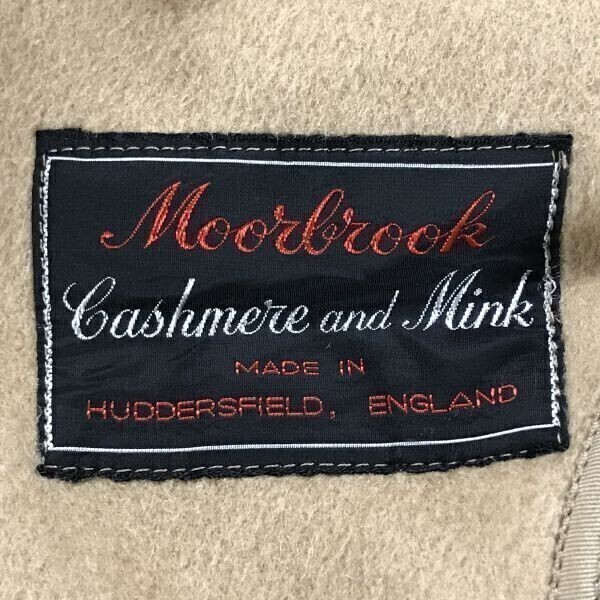 Moorbrook
Cashmere and Mink
MADE IN
HUDDERSFIELD, ENGLAND